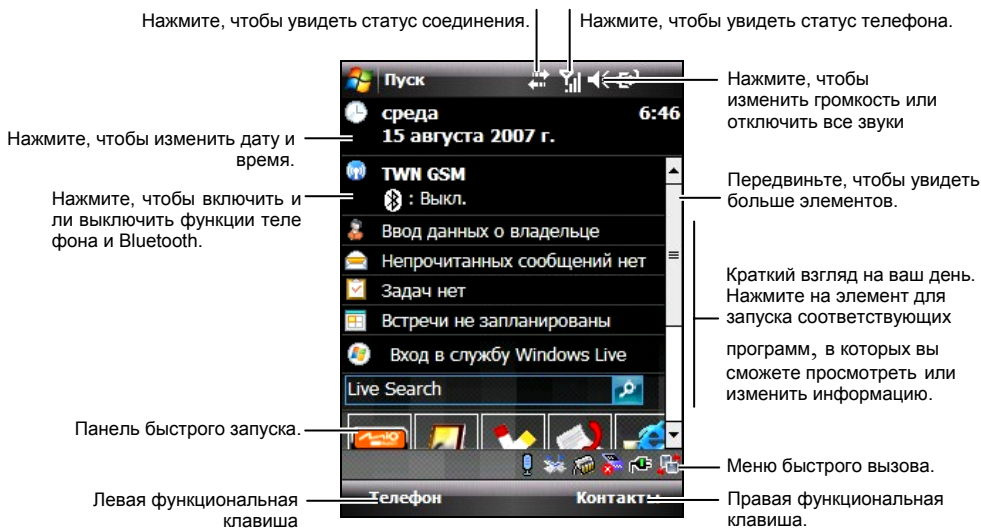 Нажмите, чтобы увидеть статус соединения.
Нажмите, чтобы увидеть статус телефона.
Нажмите, чтобы
изменить громкость или
отключить все звуки
Нажмите, чтобы изменить дату и
время.
Нажмите, чтобы включить и
ли выключить функции теле
фона и Bluetooth.
Передвиньте, чтобы увидеть
больше элементов.
Краткий взгляд на ваш день.
Нажмите на элемент для
запуска соответствующих
программ, в которых вы
сможете просмотреть или
изменить информацию.
Панель быстрого запуска.
Меню быстрого вызова.
Левая функциональная
клавиша
Правая функциональная
клавиша.
Пуск
среда 6:46
15 августа 2007 г.
TWN GSM
: Выкл.
Ввод данных о владельце
Непрочитанных сообщений нет
Задач нет
Встречи не запланированы
Вход в службу Windows Live
Live Search
Телефон
Контакты